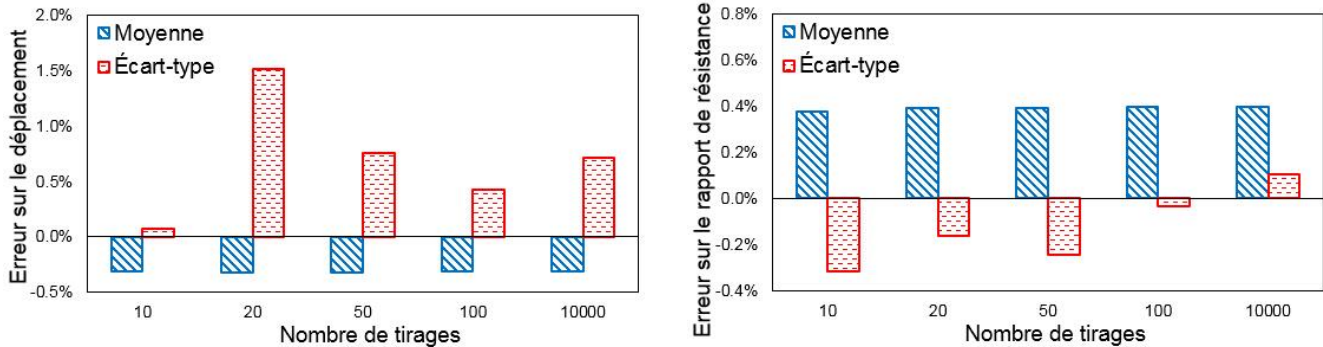 Erreur sur le déplacement
2.0%
1.5%
1.0%
0.5%
0.0%
-0.5%
Moyenne
Écart-type
10 20 50 100 10000
Nombre de tirages
Erreur sur le rapport de résistance
0.8%
0.6%
0.4%
0.2%
0.0%
-0.2%
-0.4%
Moyenne
Écart-type
10 20 50 100 10000
Nombre de tirages